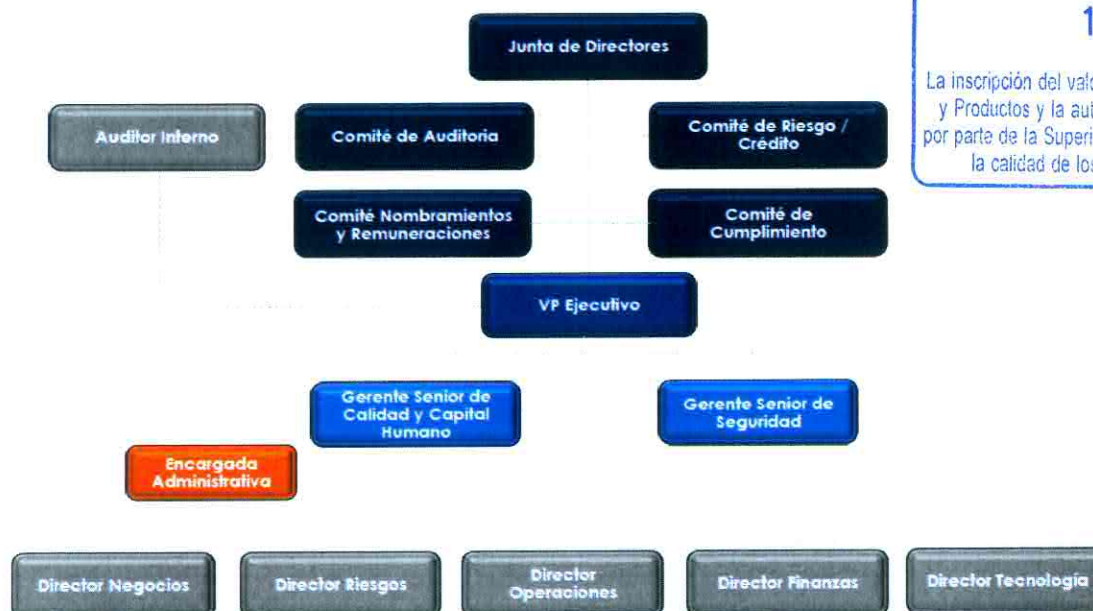 Junta de Directores
1
La inscripción del valo
y Productos y la aut
por parte de la Superi
la calidad de los
Auditor Interno
Comité de Auditoria
Comité de Riesgo /
Crédito
Comité Nombramientos
y Remuneraciones
Comité de
Cumplimiento
VP Ejecutivo
Gerente Senior de
Calidad y Capital
Humano
Gerente Senior de
Seguridad
Encargada
Administrativa
Director Negocios
Director Riesgos
Director
Operaciones
Director Finanzas
Director Tecnología